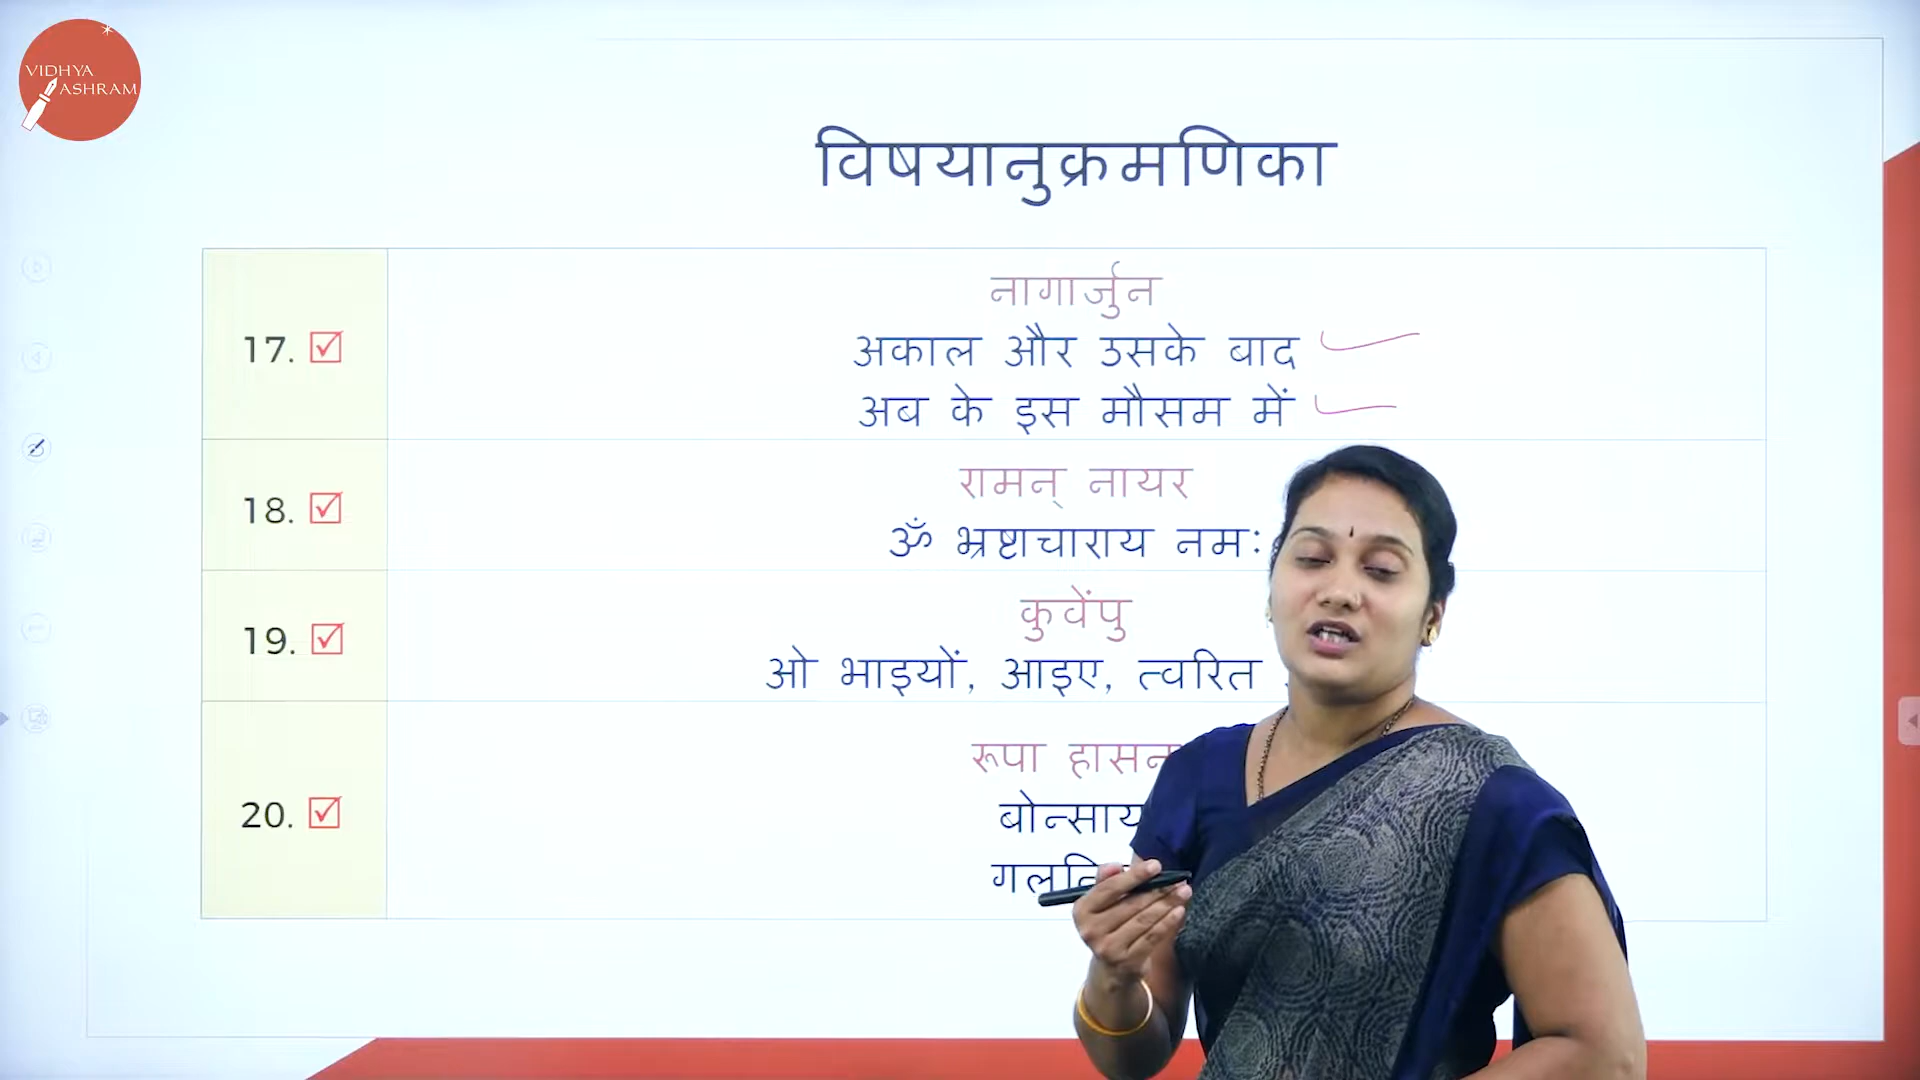 VIDHYA
ASHRAM
विषयानुक्रमणिका
17.
नागार्जुन
अकाल और उसके बाद
अब के इस मौसम में
18.
रामन् नायर
ॐ भ्रष्टाचाराय नमः
19.
कुवेंपु
ओ भाइयों, आइए, त्वरित
20.
रूपा